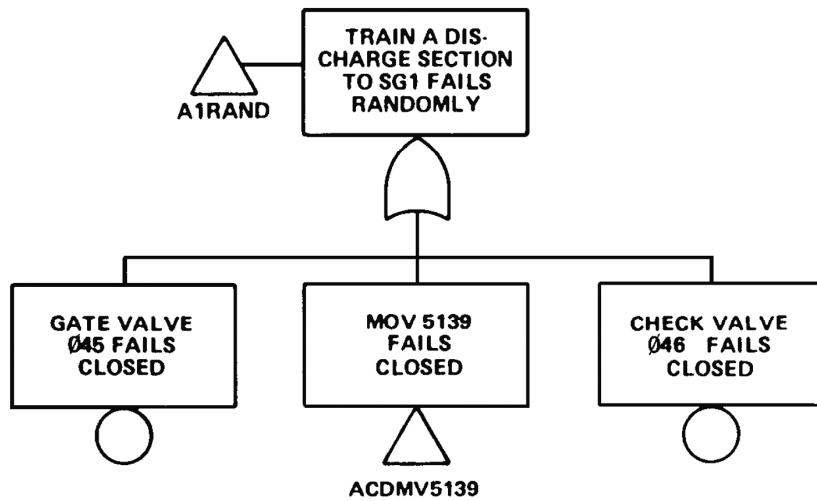 TRAIN A DIS-
CHARGE SECTION
TO SG1 FAILS
RANDOMLY
A1RAND
GATE VALVE
Ø45 FAILS
CLOSED
MOV 5139
FAILS
CLOSED
CHECK VALVE
Ø46 FAILS
CLOSED
ACDMV5139